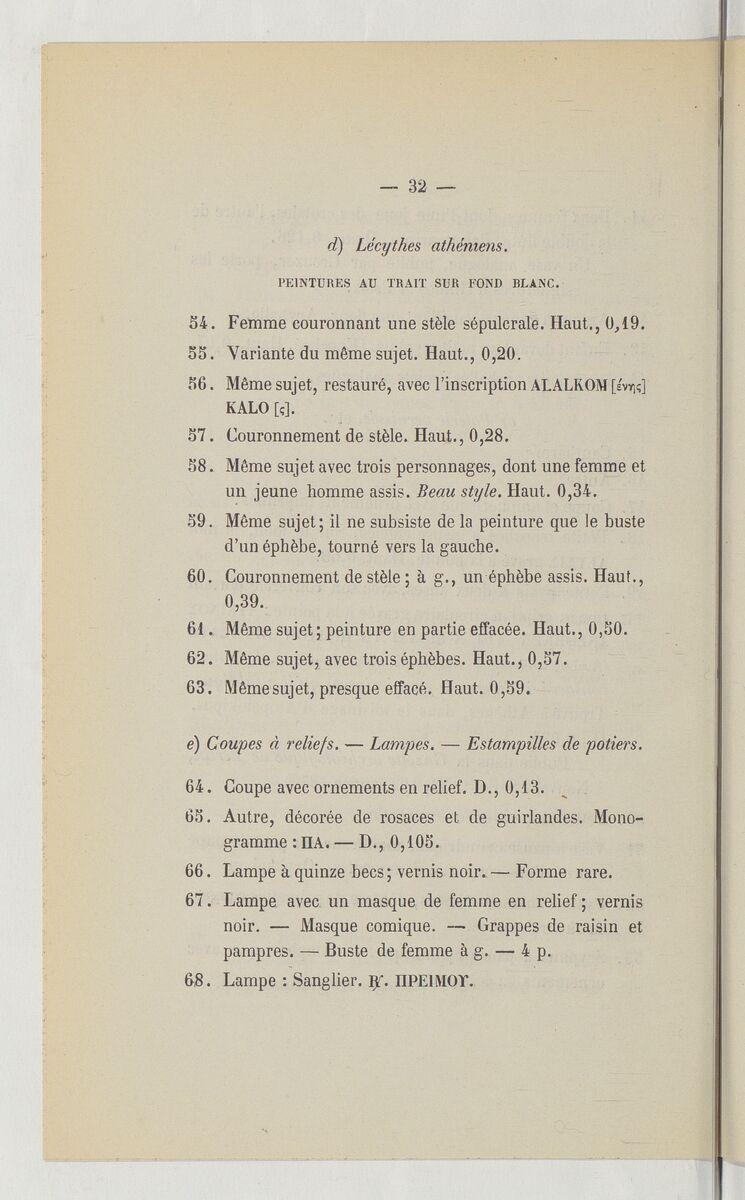 — 32 —
d) Lécythes athéniens.
PEINTURES AU TRAIT SUR FOND BLANC.
54. Femme couronnant une stèle sépulcrale. Haut., 0,19.
55. Variante du même sujet. Haut., 0,20.
56. Même sujet, restauré, avec l'inscription ALALKOM [ένης]
KALO [ς].
57. Couronnement de stèle. Haut., 0,28.
58. Même sujet avec trois personnages, dont une femme et
un jeune homme assis. Beau style. Haut. 0,34.
59. Même sujet; il ne subsiste de la peinture que le buste
d'un éphèbe, tourné vers la gauche.
60. Couronnement de stèle; à g., un éphèbe assis. Haut.,
0,39.
61. Même sujet; peinture en partie effacée. Haut., 0,50.
62. Même sujet, avec trois éphèbes. Haut., 0,57.
63. Même sujet, presque effacé. Haut. 0,59.
e) Coupes à reliefs. — Lampes. — Estampilles de potiers.
64. Coupe avec ornements en relief. D., 0,13.
65. Autre, décorée de rosaces et de guirlandes. Mono-
gramme : ΠΑ. — D., 0,105.
66. Lampe à quinze becs; vernis noir. — Forme rare.
67. Lampe avec un masque de femme en relief; vernis
noir. — Masque comique. — Grappes de raisin et
pampres. — Buste de femme à g. — 4 p.
68. Lampe : Sanglier. ℞. ΠΡΕΙΜΟΥ.